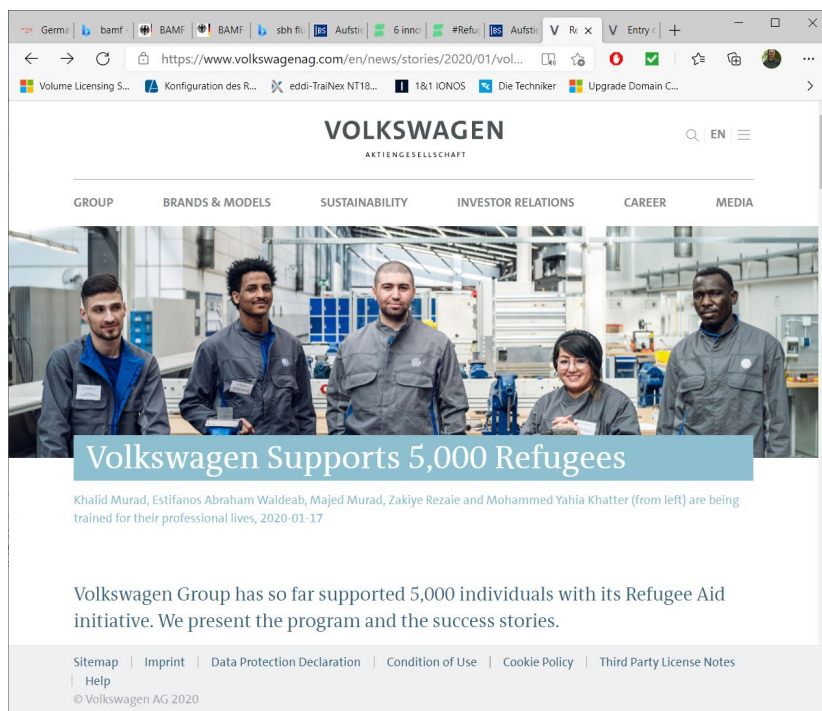 Germa
bamf -
BAMF
BAMF-
sbh flü
Aufstie
6 inno
#Refu
Aufstie
Re
Entry c
https://www.volkswagenag.com/en/news/stories/2020/01/vol...
Volume Licensing S...
Konfiguration des R...
eddi-TraiNex NT18...
1&1 IONOS
Die Techniker
Upgrade Domain C...
VOLKSWAGEN
AKTIENGESELLSCHAFT
EN
GROUP BRANDS & MODELS SUSTAINABILITY INVESTOR RELATIONS CAREER MEDIA
Volkswagen Supports 5,000 Refugees
Khalid Murad, Estifanos Abraham Waldeab, Majed Murad, Zakiye Rezaie and Mohammed Yahia Khatter (from left) are being
trained for their professional lives, 2020-01-17
Volkswagen Group has so far supported 5,000 individuals with its Refugee Aid
initiative. We present the program and the success stories.
Sitemap | Imprint | Data Protection Declaration | Condition of Use | Cookie Policy | Third Party License Notes
| Help
© Volkswagen AG 2020